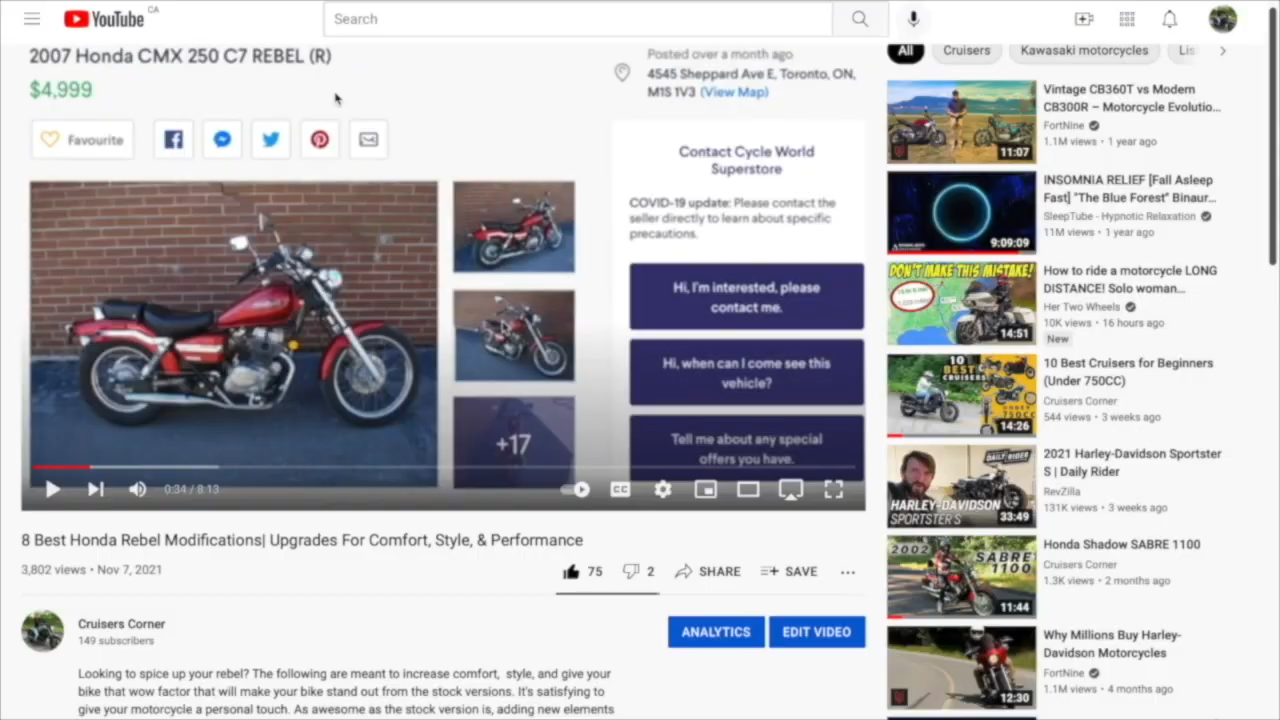 YouTube CA
Search
2007 Honda CMX 250 C7 REBEL (R)
$4,999
Favourite
Posted over a month ago
4545 Sheppard Ave E, Toronto, ON,
M1S 1V3 (View Map)
Contact Cycle World
Superstore
COVID-19 update: Please contact the
seller directly to learn about specific
precautions.
Hi, I'm interested, please
contact me.
Hi, when can I come see this
vehicle?
Tell me about any special
offers you have.
+17
0:34 / 8:13
CC
8 Best Honda Rebel Modifications| Upgrades For Comfort, Style, & Performance
3,802 views • Nov 7, 2021
75
2
SHARE
SAVE
Cruisers Corner
149 subscribers
ANALYTICS
EDIT VIDEO
Looking to spice up your rebel? The following are meant to increase comfort, style, and give your
bike that wow factor that will make your bike stand out from the stock versions. It's satisfying to
give your motorcycle a personal touch. As awesome as the stock version is, adding new elements
All
Cruisers
Kawasaki motorcycles
Lis
11:07
Vintage CB360T vs Modern
CB300R – Motorcycle Evolutio...
FortNine
1.1M views • 1 year ago
9:09:09
INSOMNIA RELIEF [Fall Asleep
Fast] "The Blue Forest" Binaur...
SleepTube - Hypnotic Relaxation
11M views • 1 year ago
DON'T MAKE THIS MISTAKE!
14:51
How to ride a motorcycle LONG
DISTANCE! Solo woman...
Her Two Wheels
10K views • 16 hours ago
New
10
BEST
CRUISERS
UNDER
750CC
14:26
10 Best Cruisers for Beginners
(Under 750CC)
Cruisers Corner
544 views • 3 weeks ago
DAILY RIDER
HARLEY-DAVIDSON
SPORTSTER S
33:49
2021 Harley-Davidson Sportster
S | Daily Rider
RevZilla
131K views • 3 weeks ago
2002
SABRE
1100
11:44
Honda Shadow SABRE 1100
Cruisers Corner
1.3K views • 2 months ago
12:30
Why Millions Buy Harley-
Davidson Motorcycles
FortNine
1.1M views • 4 months ago